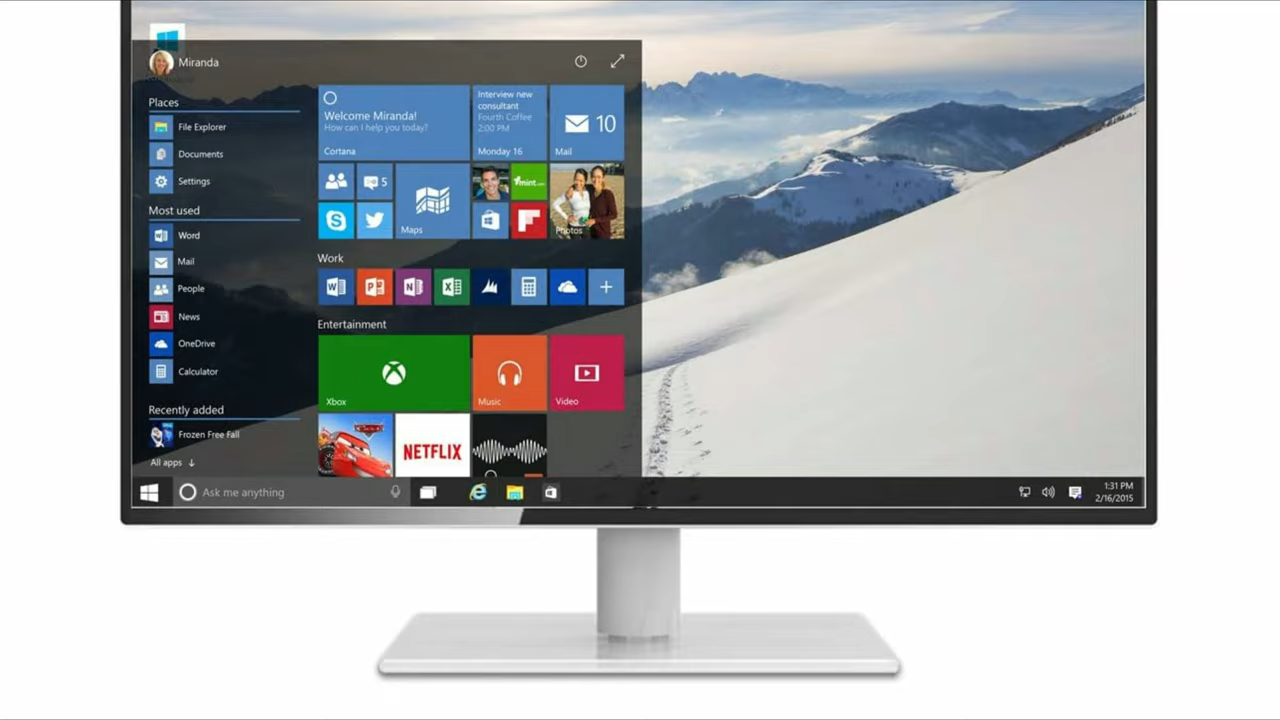 Miranda
Places
File Explorer
Documents
Settings
Most used
Word
Mail
People
News
OneDrive
Calculator
Recently added
Frozen Free Fall
All apps
Welcome Miranda!
How can I help you today?
Cortana
Interview new
consultant
Fourth Coffee
2:00 PM
Monday 16
10
Mail
5
Maps
mint.com
Photos
Work
Entertainment
Xbox
Music
Video
Cars
NETFLIX
Ask me anything
1:31 PM
2/16/2015